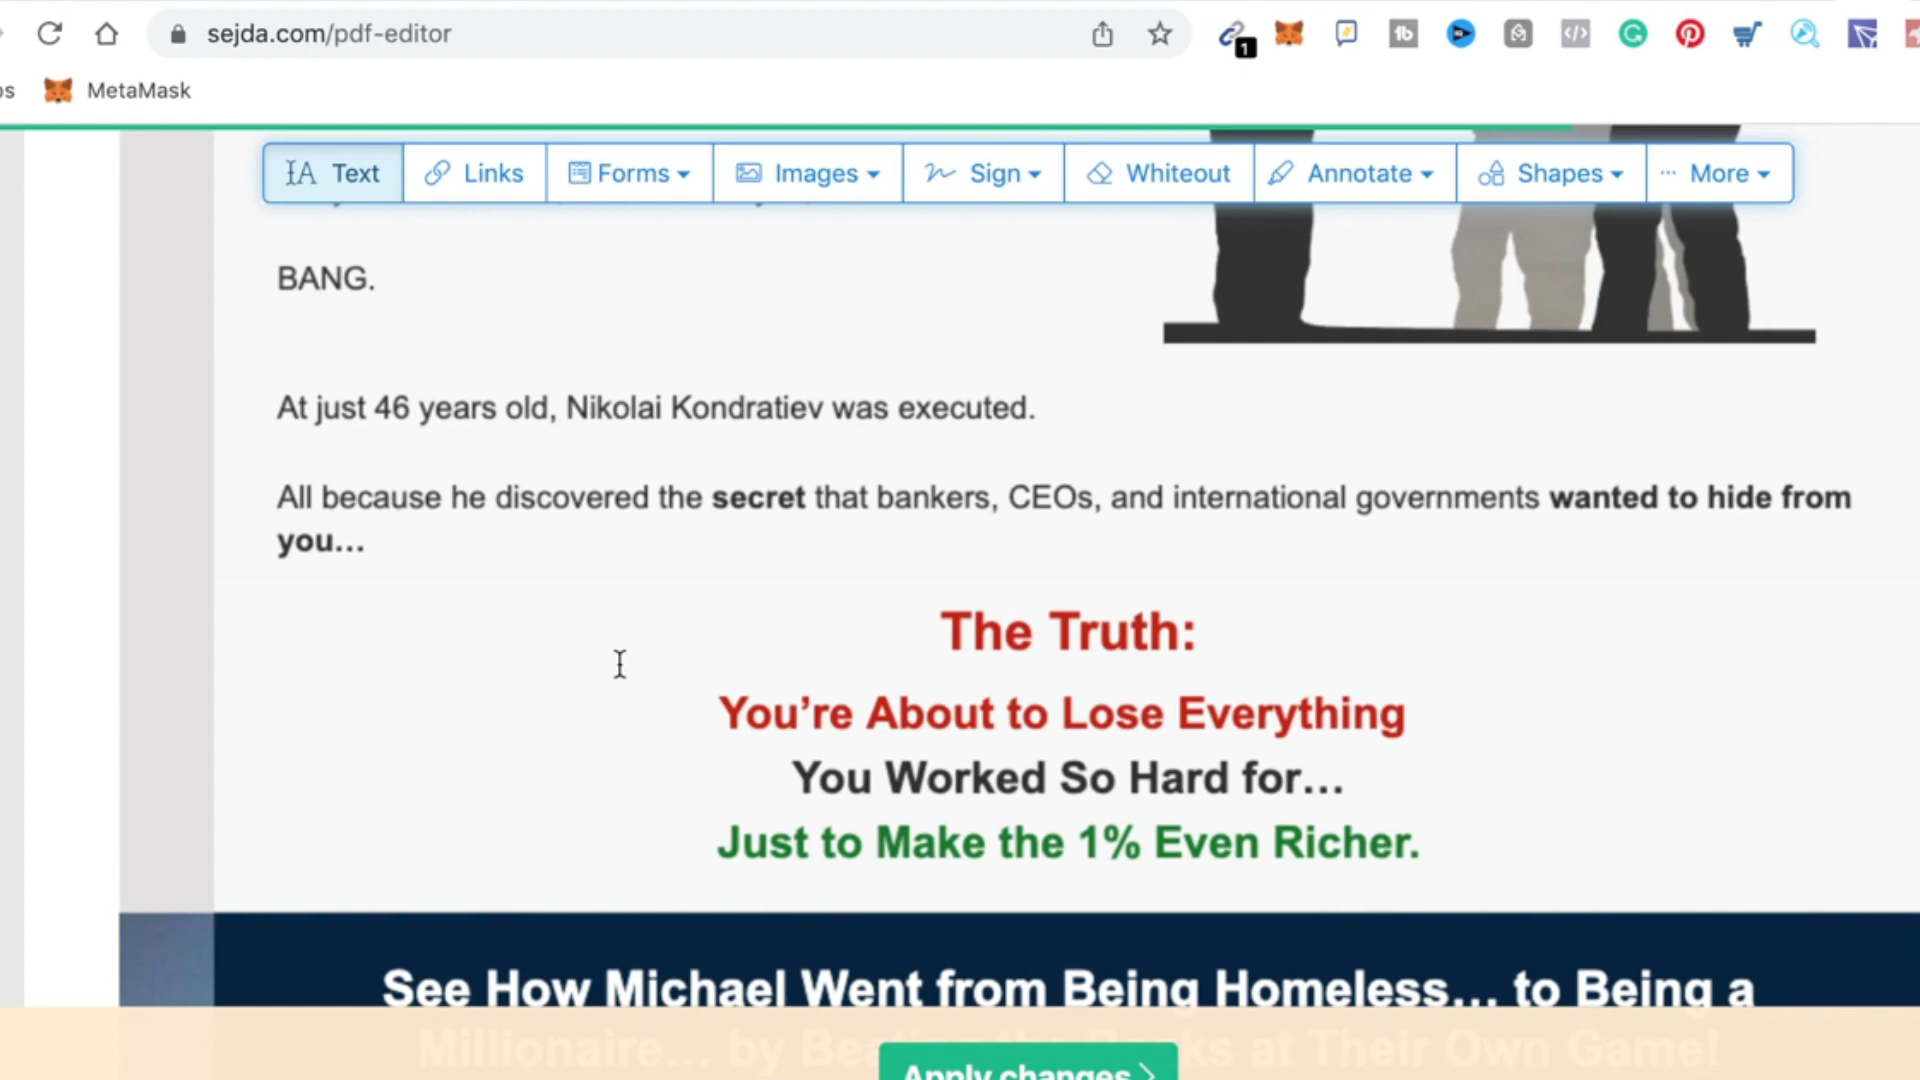 sejda.com/pdf-editor
1
MetaMask
Text
Links
Forms
Images
Sign
Whiteout
Annotate
Shapes
More
BANG.
At just 46 years old, Nikolai Kondratiev was executed.
All because he discovered the secret that bankers, CEOs, and international governments wanted to hide from
you…
The Truth:
You’re About to Lose Everything
You Worked So Hard for…
Just to Make the 1% Even Richer.
See How Michael Went from Being Homeless… to Being a
Millionaire… by at Their Own Game!
Apply changes